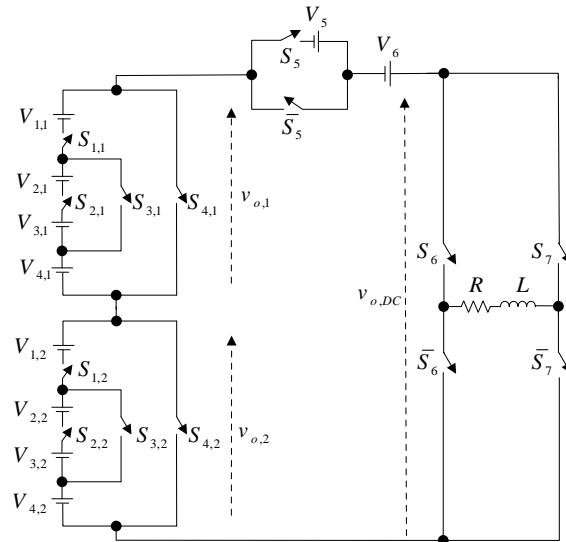 V5
S5
V6
S̄5
V1,1
S1,1
V2,1
S2,1
S3,1
S4,1
V3,1
V4,1
vo,1
S6
S7
R
L
vo,DC
S̄6
S̄7
V1,2
S1,2
V2,2
S2,2
S3,2
S4,2
V3,2
V4,2
vo,2